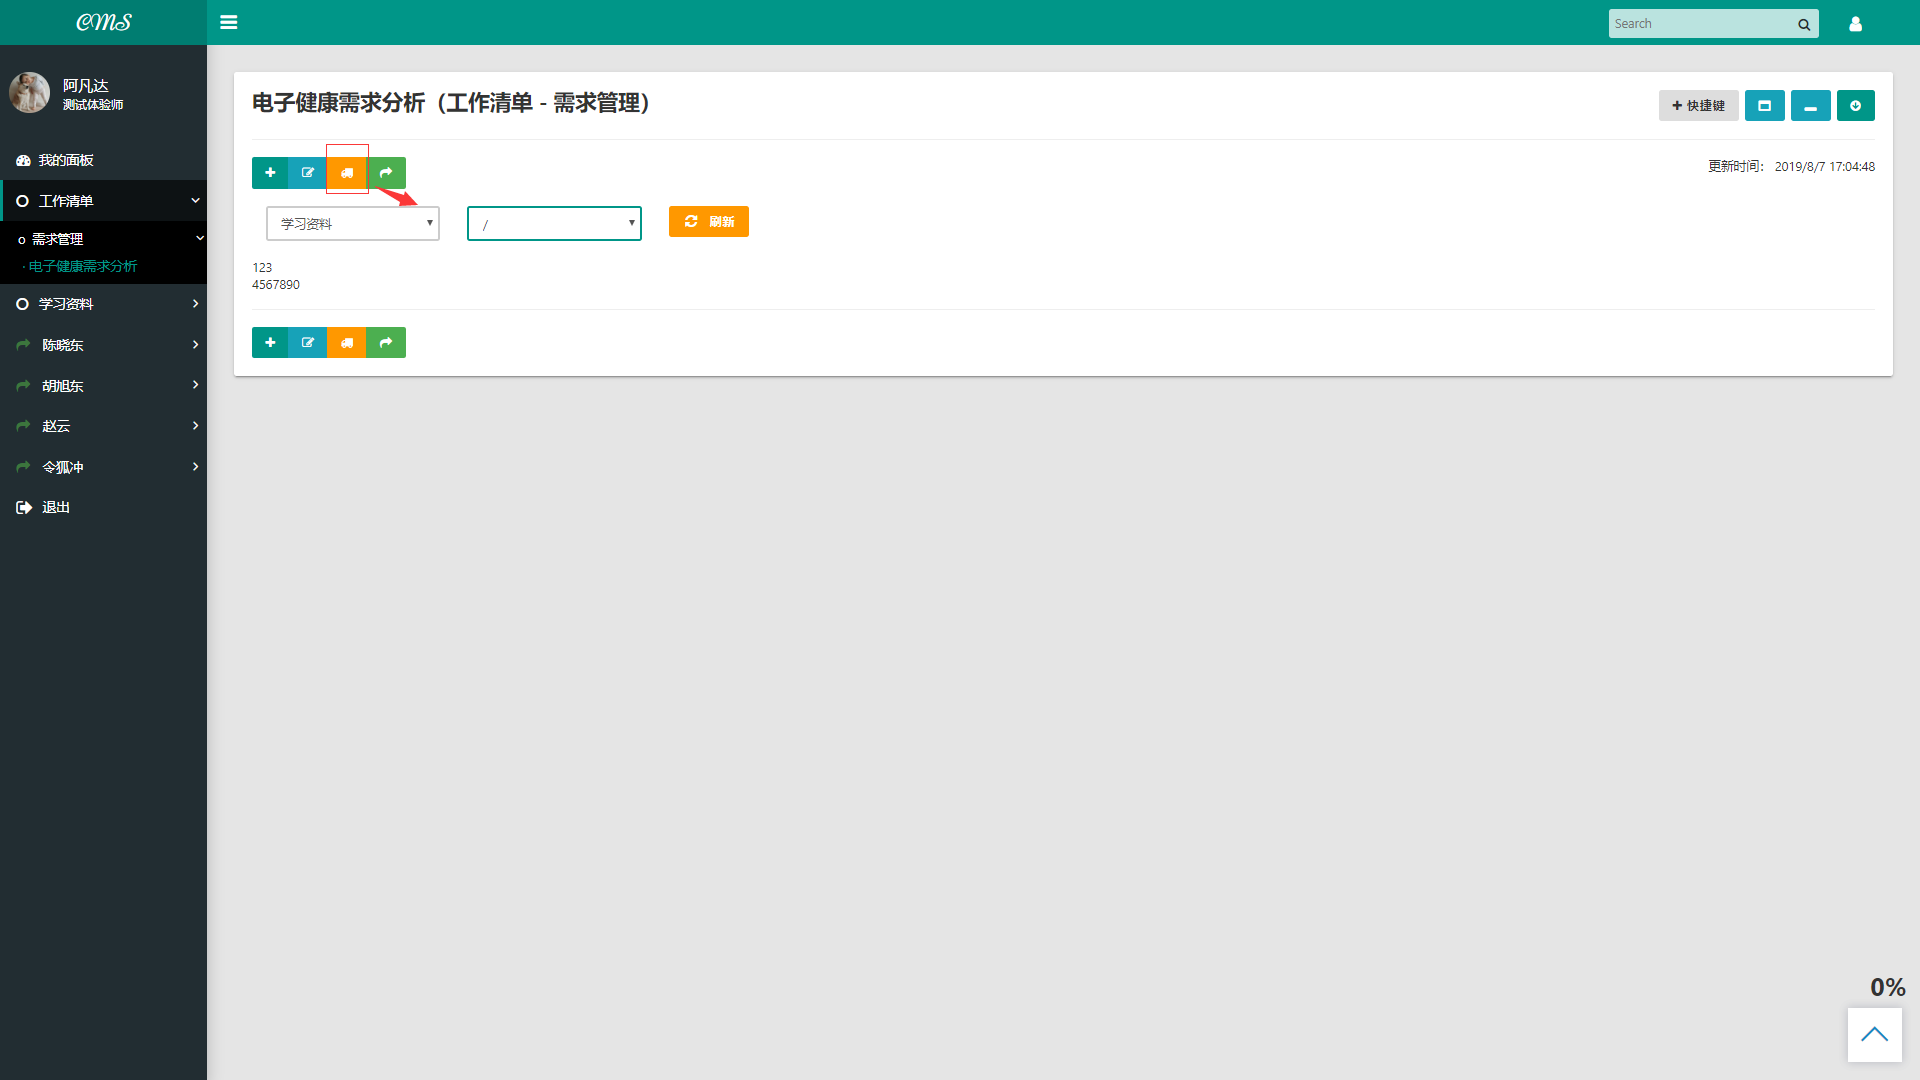 CMS
Search
阿凡达
测试体验师
我的面板
工作清单
需求管理
· 电子健康需求分析
学习资料
陈晓东
胡旭东
赵云
令狐冲
退出
电子健康需求分析（工作清单 - 需求管理）
快捷键
更新时间： 2019/8/7 17:04:48
学习资料
/
刷新
123
4567890
0%